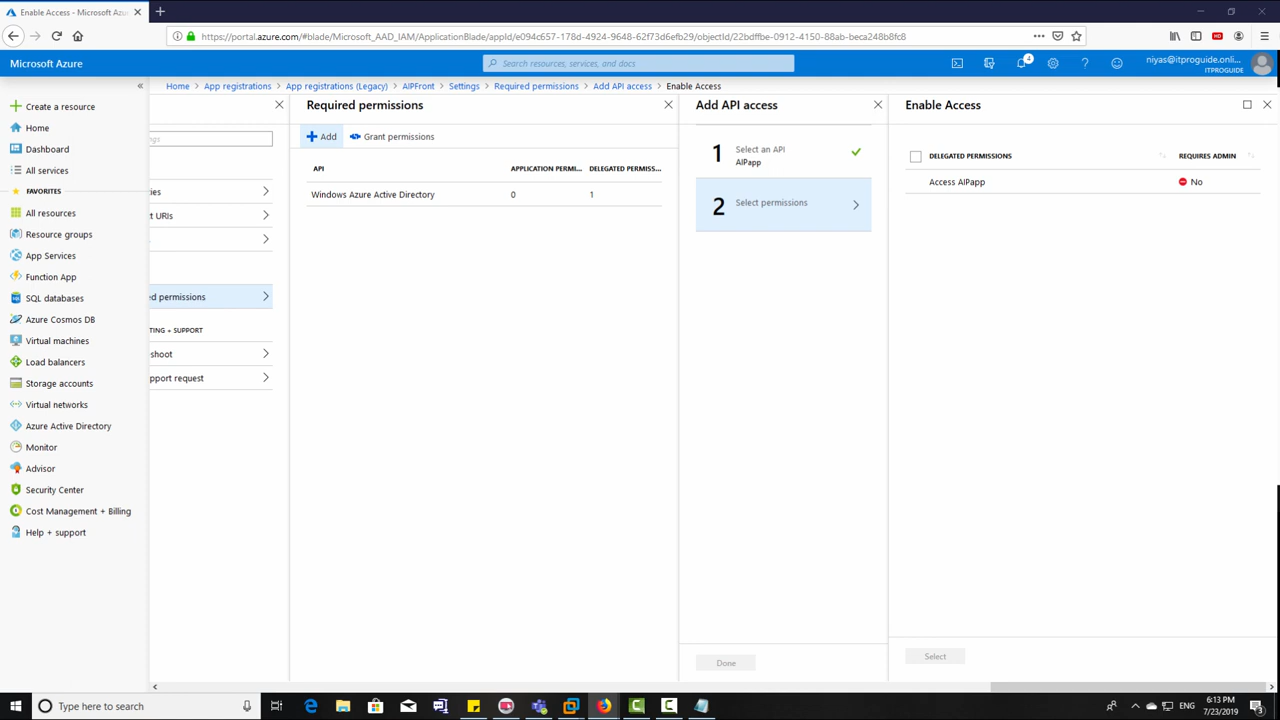 Enable Access - Microsoft Azu
https://portal.azure.com/#blade/Microsoft_AAD_IAM/ApplicationBlade/appId/e094c657-178d-4924-9648-62f73d6efb29/objectId/22bdffbe-0912-4150-88ab-beca248b8fc8
HD
Microsoft Azure
Search resources, services, and docs
4
niyas@itproguide.onli...
ITPROGUIDE
Home > App registrations > App registrations (Legacy) > AIPFront > Settings > Required permissions > Add API access > Enable Access
Create a resource
Home
Dashboard
All services
FAVORITES
All resources
Resource groups
App Services
Function App
SQL databases
Azure Cosmos DB
Virtual machines
Load balancers
Storage accounts
Virtual networks
Azure Active Directory
Monitor
Advisor
Security Center
Cost Management + Billing
Help + support
ngs
ies
t URIs
ed permissions
TING + SUPPORT
shoot
pport request
Required permissions
Add
Grant permissions
API APPLICATION PERMI... DELEGATED PERMISS...
Windows Azure Active Directory 0 1
Add API access
1 Select an API
AIPapp
2 Select permissions
Done
Enable Access
DELEGATED PERMISSIONS REQUIRES ADMIN
Access AIPapp No
Select
Type here to search
ENG
6:13 PM
7/23/2019
3